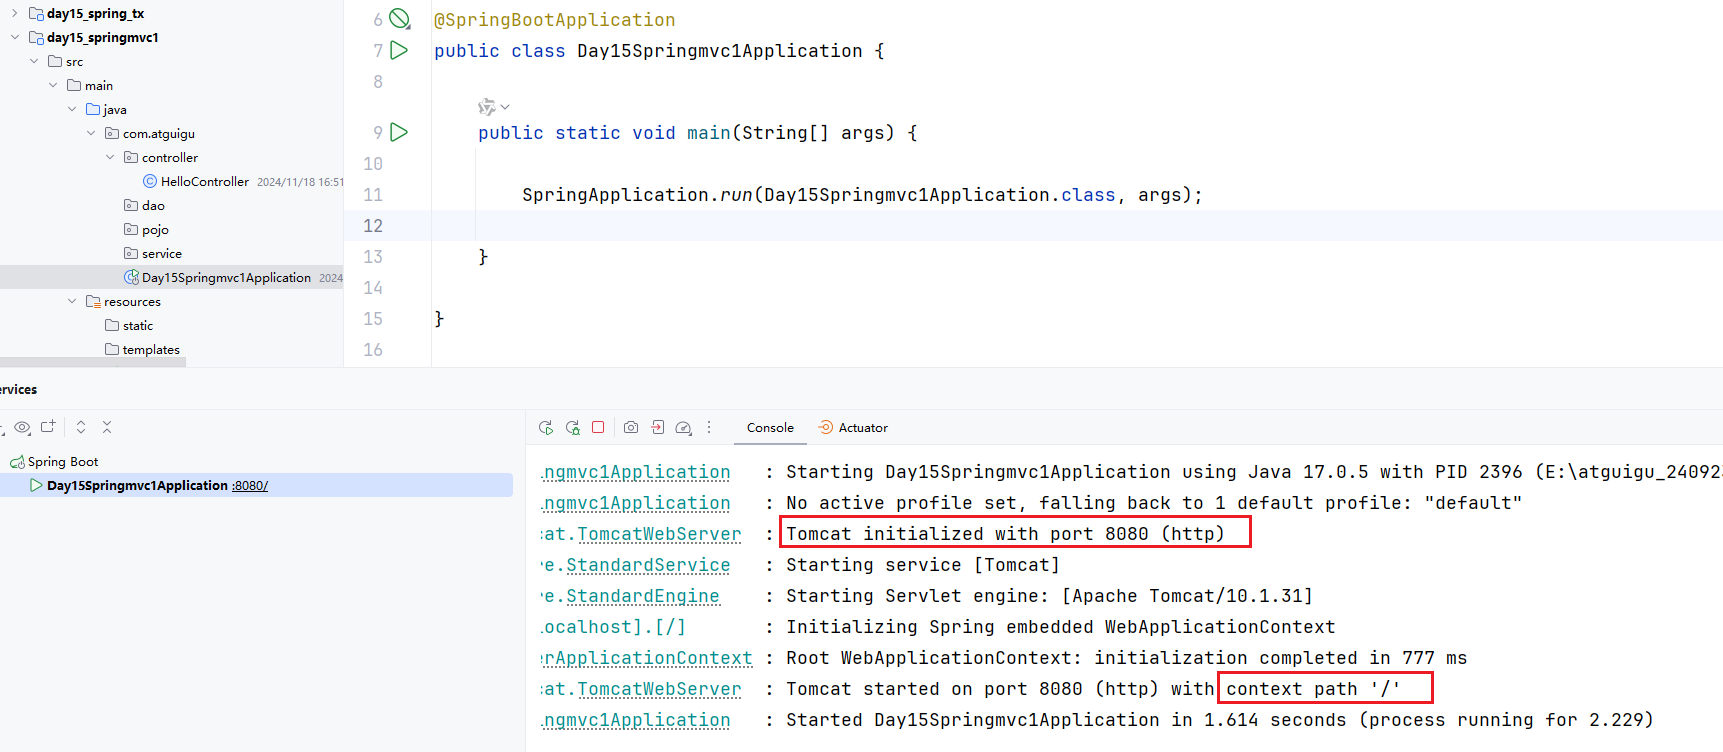 day15_spring_tx
day15_springmvc1
src
main
java
com.atguigu
controller
HelloController 2024/11/18 16:51
dao
pojo
service
Day15Springmvc1Application 2024
resources
static
templates
6 @SpringBootApplication
7 public class Day15Springmvc1Application {
8
9 public static void main(String[] args) {
10
11 SpringApplication.run(Day15Springmvc1Application.class, args);
12
13 }
14
15 }
16
ervices
Spring Boot
Day15Springmvc1Application :8080/
Console Actuator
ngmvc1Application : Starting Day15Springmvc1Application using Java 17.0.5 with PID 2396 (E:\atguigu_24092
ngmvc1Application : No active profile set, falling back to 1 default profile: "default"
cat.TomcatWebServer : Tomcat initialized with port 8080 (http)
re.StandardService : Starting service [Tomcat]
re.StandardEngine : Starting Servlet engine: [Apache Tomcat/10.1.31]
localhost].[/] : Initializing Spring embedded WebApplicationContext
erApplicationContext : Root WebApplicationContext: initialization completed in 777 ms
cat.TomcatWebServer : Tomcat started on port 8080 (http) with context path '/'
ngmvc1Application : Started Day15Springmvc1Application in 1.614 seconds (process running for 2.229)